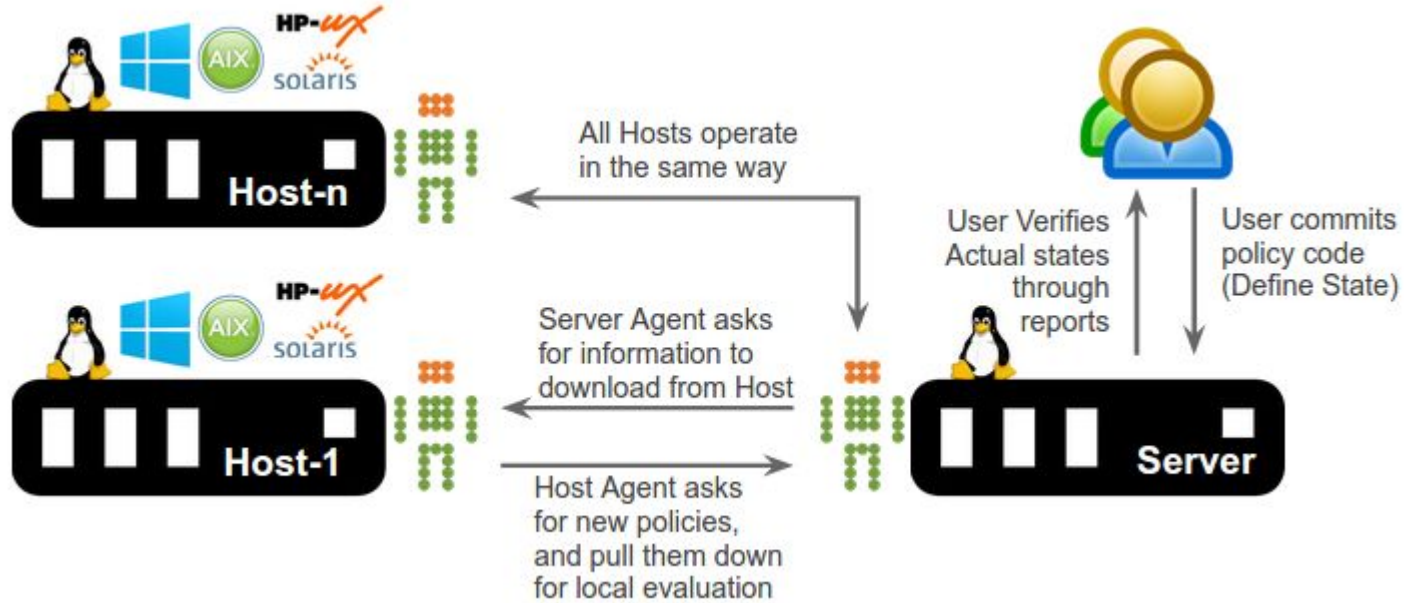 HP-UX
AIX
SOLARIS
Host-n
All Hosts operate
in the same way
User Verifies
Actual states
through
reports
User commits
policy code
(Define State)
HP-UX
AIX
SOLARIS
Host-1
Server Agent asks
for information to
download from Host
Host Agent asks
for new policies,
and pull them down
for local evaluation
Server